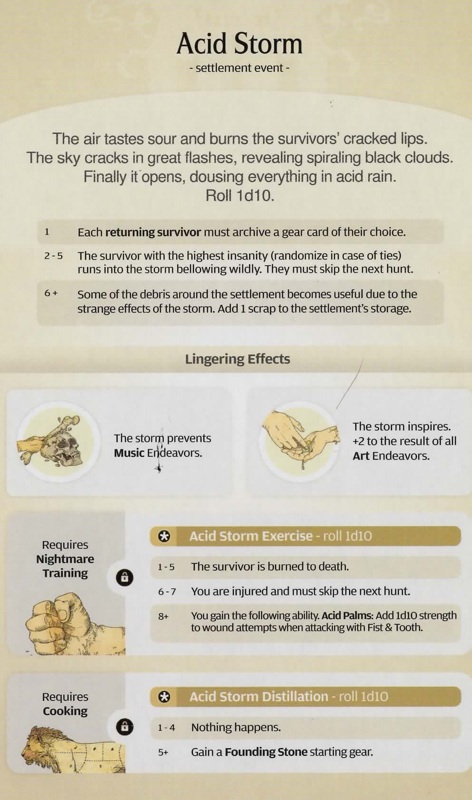 Acid Storm
- settlement event -
The air tastes sour and burns the survivors' cracked lips.
The sky cracks in great flashes, revealing spiraling black clouds.
Finally it opens, dousing everything in acid rain.
Roll 1d10.
1 Each returning survivor must archive a gear card of their choice.
2 - 5 The survivor with the highest insanity (randomize in case of ties)
runs into the storm bellowing wildly. They must skip the next hunt.
6 + Some of the debris around the settlement becomes useful due to the
strange effects of the storm. Add 1 scrap to the settlement's storage.
Lingering Effects
The storm prevents
Music Endeavors.
The storm inspires.
+2 to the result of all
Art Endeavors.
Requires
Nightmare
Training
Acid Storm Exercise - roll 1d10
1 - 5 The survivor is burned to death.
6 - 7 You are injured and must skip the next hunt.
8+ You gain the following ability. Acid Palms: Add 1d10 strength
to wound attempts when attacking with Fist & Tooth.
Requires
Cooking
Acid Storm Distillation - roll 1d10
1 - 4 Nothing happens.
5+ Gain a Founding Stone starting gear.